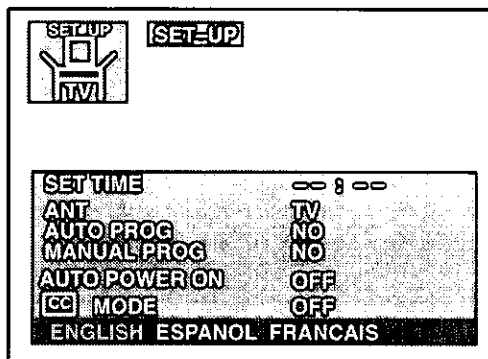 SET-UP SET-UP
TV
SET TIME -- : --
ANT TV
AUTO PROG NO
MANUAL PROG NO
AUTO POWER ON OFF
CC MODE OFF
ENGLISH ESPANOL FRANCAIS